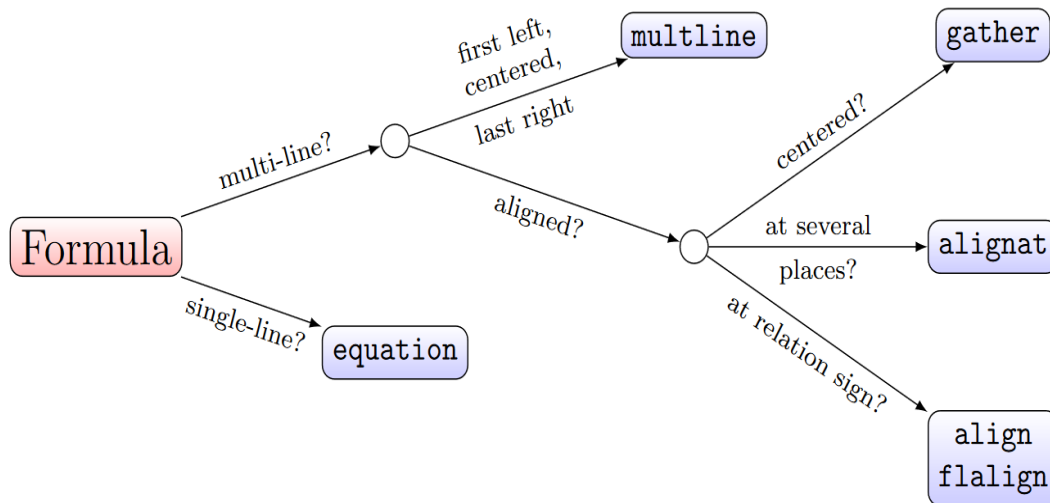 first left,
centered,
last right
multline
gather
multi-line?
centered?
aligned?
at several
places?
alignat
Formula
single-line?
equation
at relation sign?
align
flalign